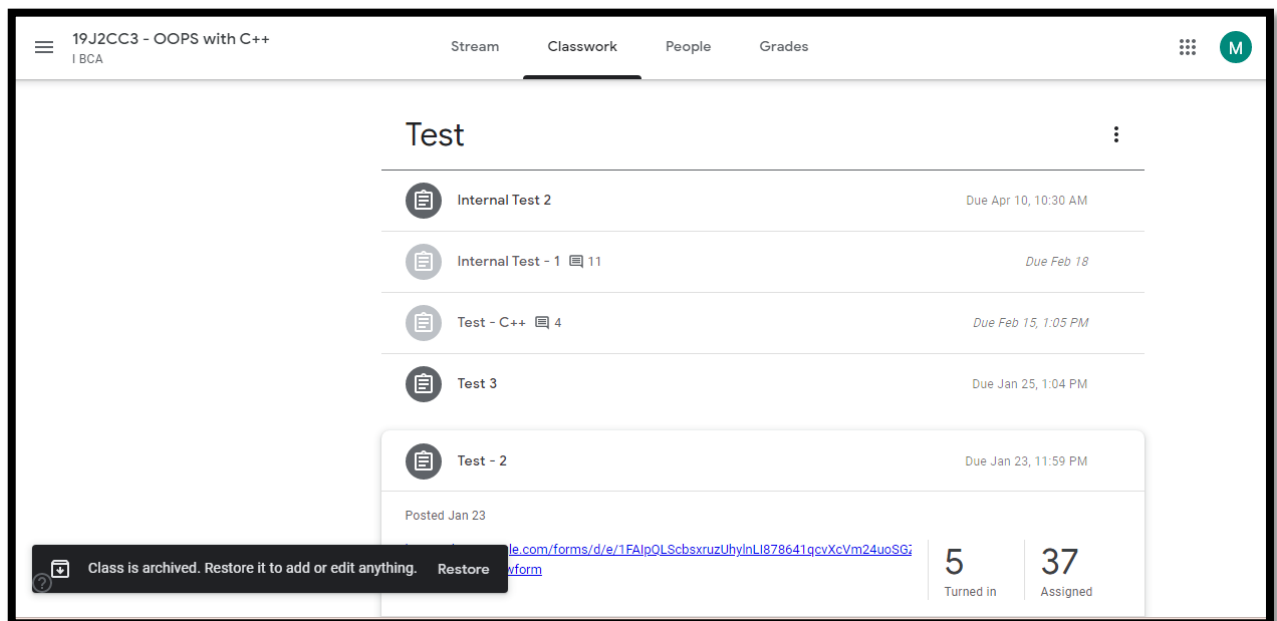 19J2CC3 - OOPS with C++
I BCA
Stream Classwork People Grades
M
Test
Internal Test 2 Due Apr 10, 10:30 AM
Internal Test - 1 11 Due Feb 18
Test - C++ 4 Due Feb 15, 1:05 PM
Test 3 Due Jan 25, 1:04 PM
Test - 2 Due Jan 23, 11:59 PM
Posted Jan 23
5 37
Turned in Assigned
Class is archived. Restore it to add or edit anything. Restore
?